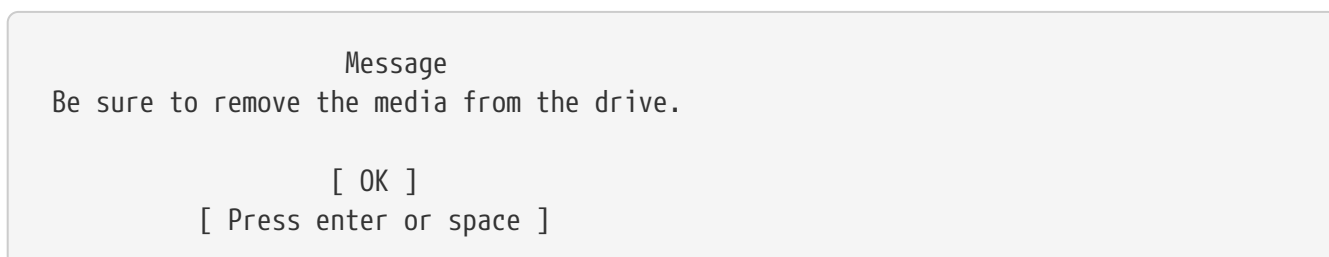 Message
Be sure to remove the media from the drive.
[ OK ]
[ Press enter or space ]